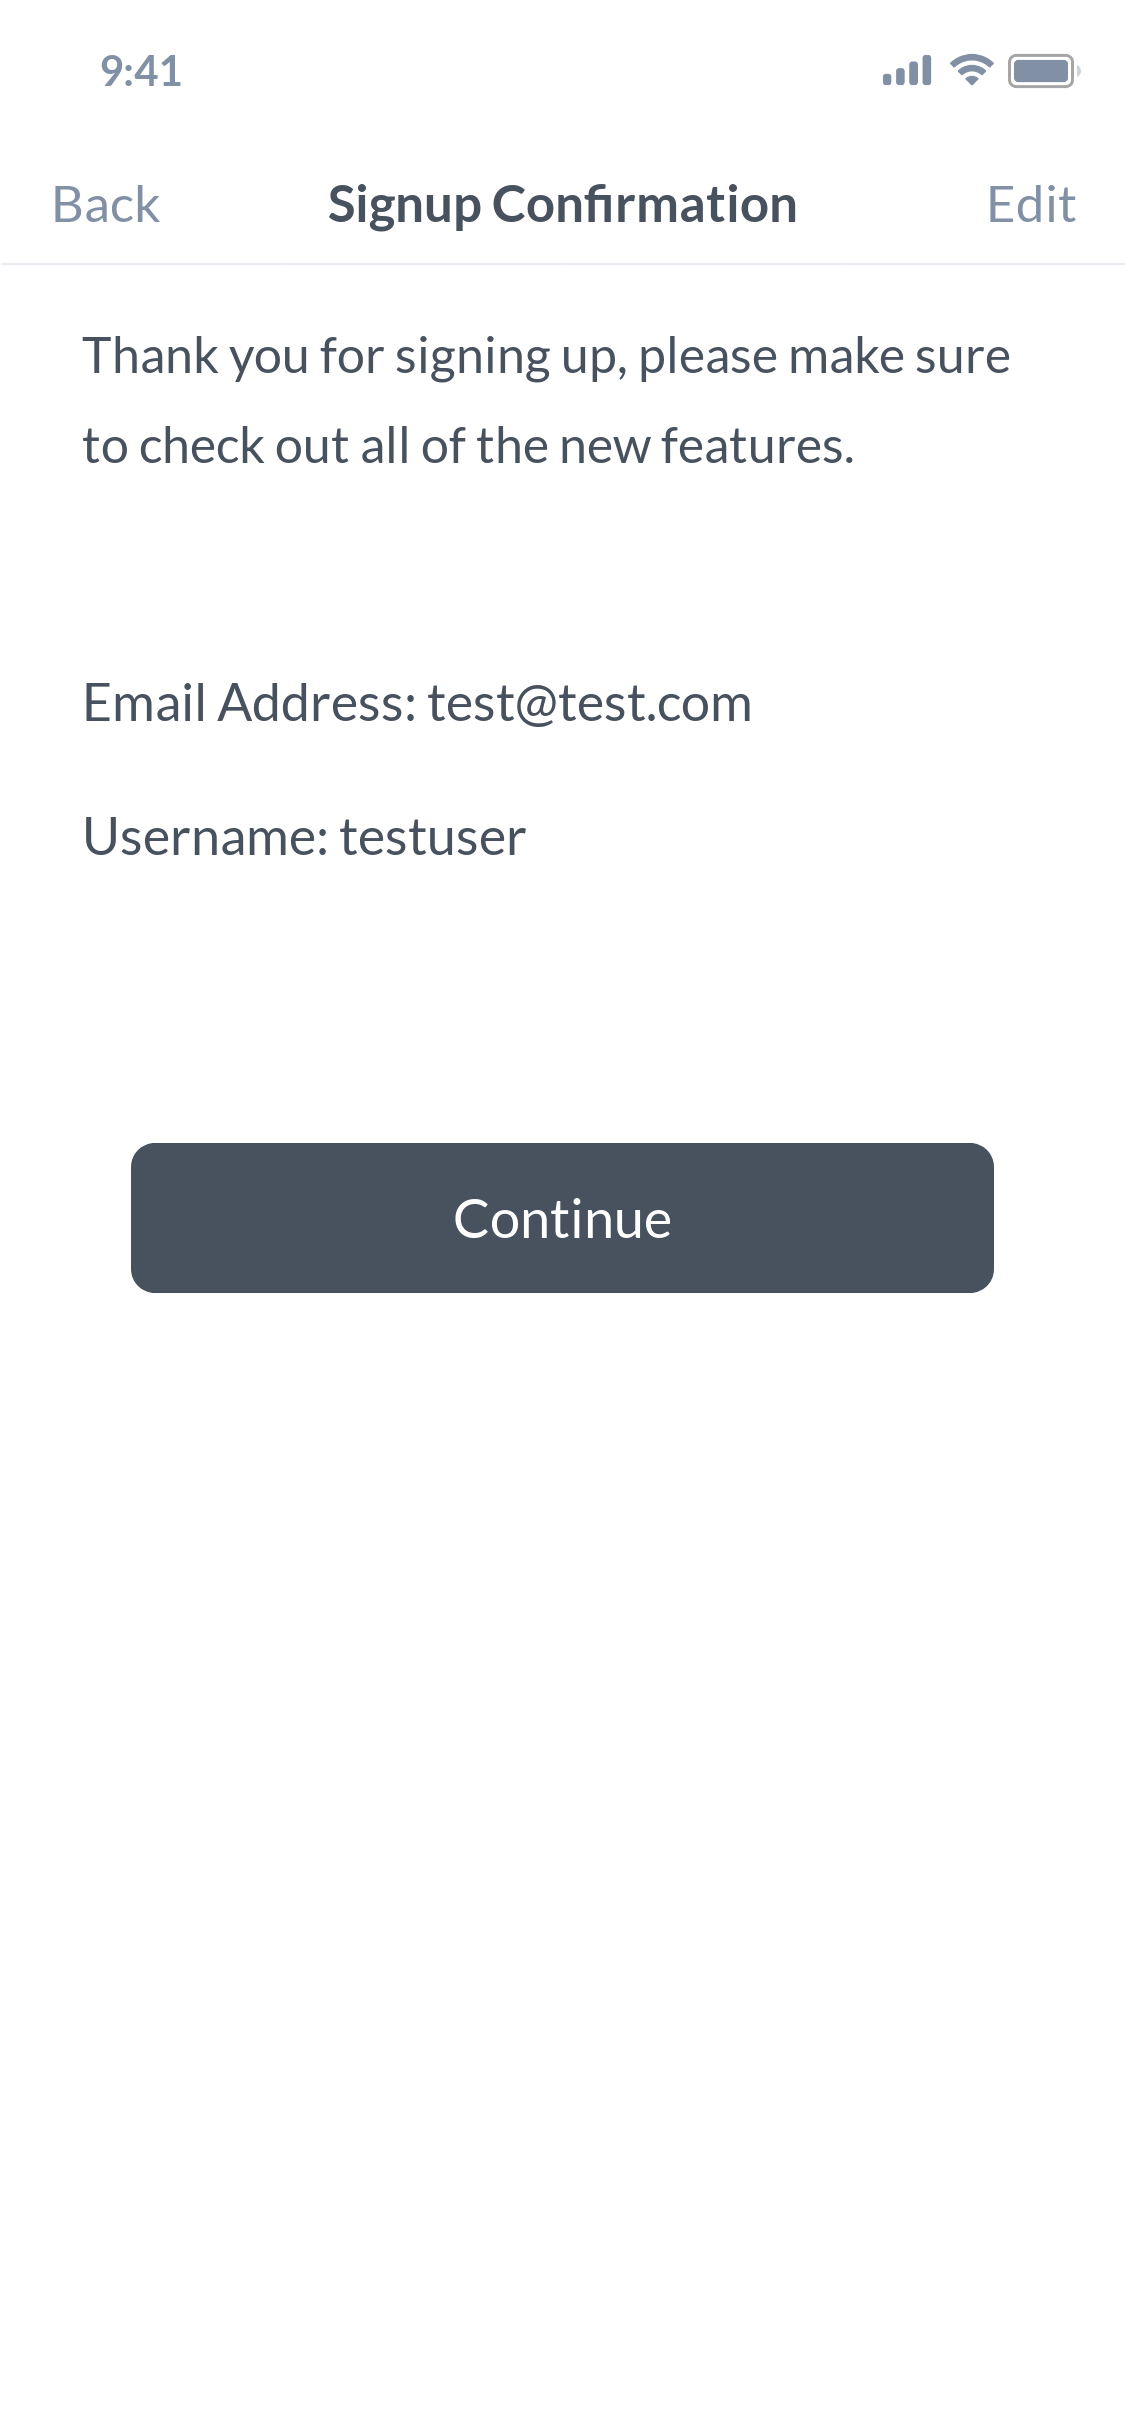 9:41
Back Signup Confirmation Edit
Thank you for signing up, please make sure
to check out all of the new features.
Email Address: test@test.com
Username: testuser
Continue